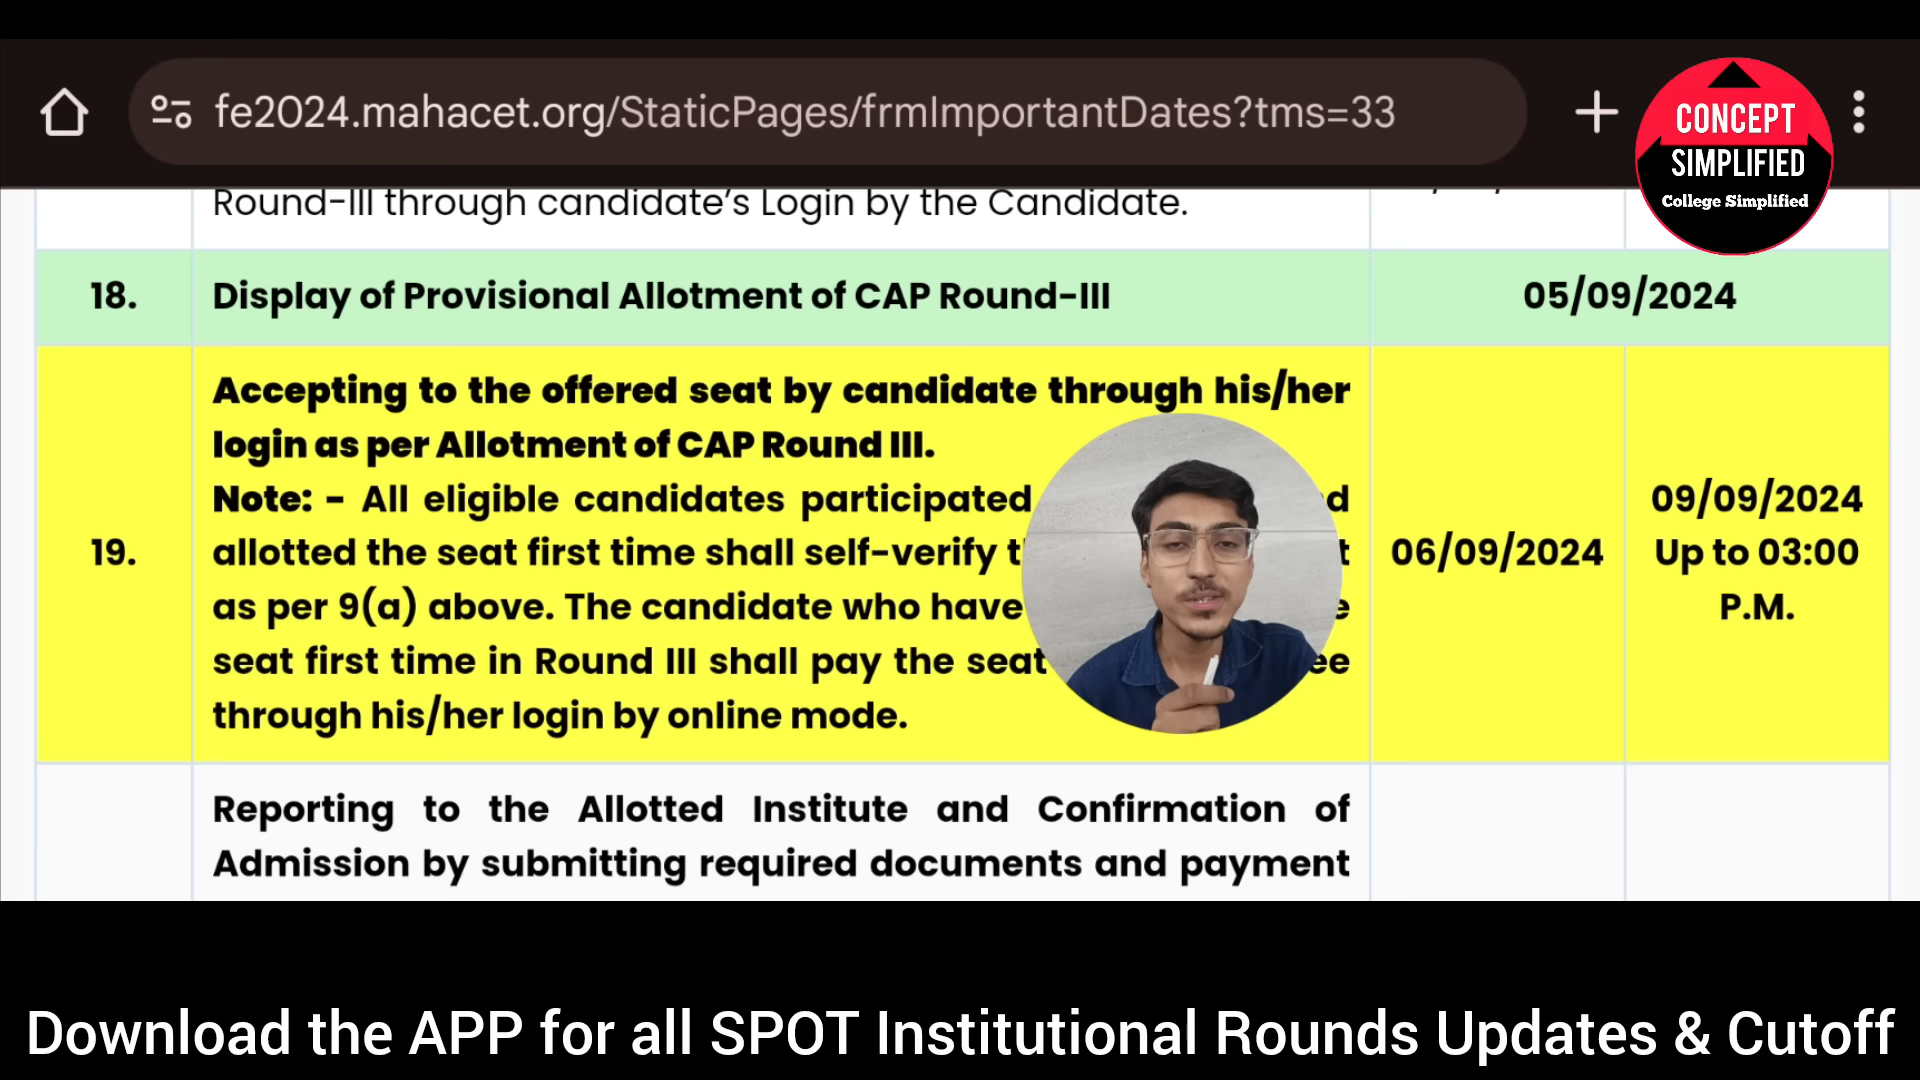 fe2024.mahacet.org/StaticPages/frmImportantDates?tms=33
CONCEPT
SIMPLIFIED
College Simplified
Round-III through candidate's Login by the Candidate.
18. Display of Provisional Allotment of CAP Round-III 05/09/2024
19.
Accepting to the offered seat by candidate through his/her
login as per Allotment of CAP Round III.
Note: - All eligible candidates participated
allotted the seat first time shall self-verify
as per 9(a) above. The candidate who have
seat first time in Round III shall pay the seat
through his/her login by online mode.
06/09/2024
09/09/2024
Up to 03:00
P.M.
Reporting to the Allotted Institute and Confirmation of
Admission by submitting required documents and payment
Download the APP for all SPOT Institutional Rounds Updates & Cutoff